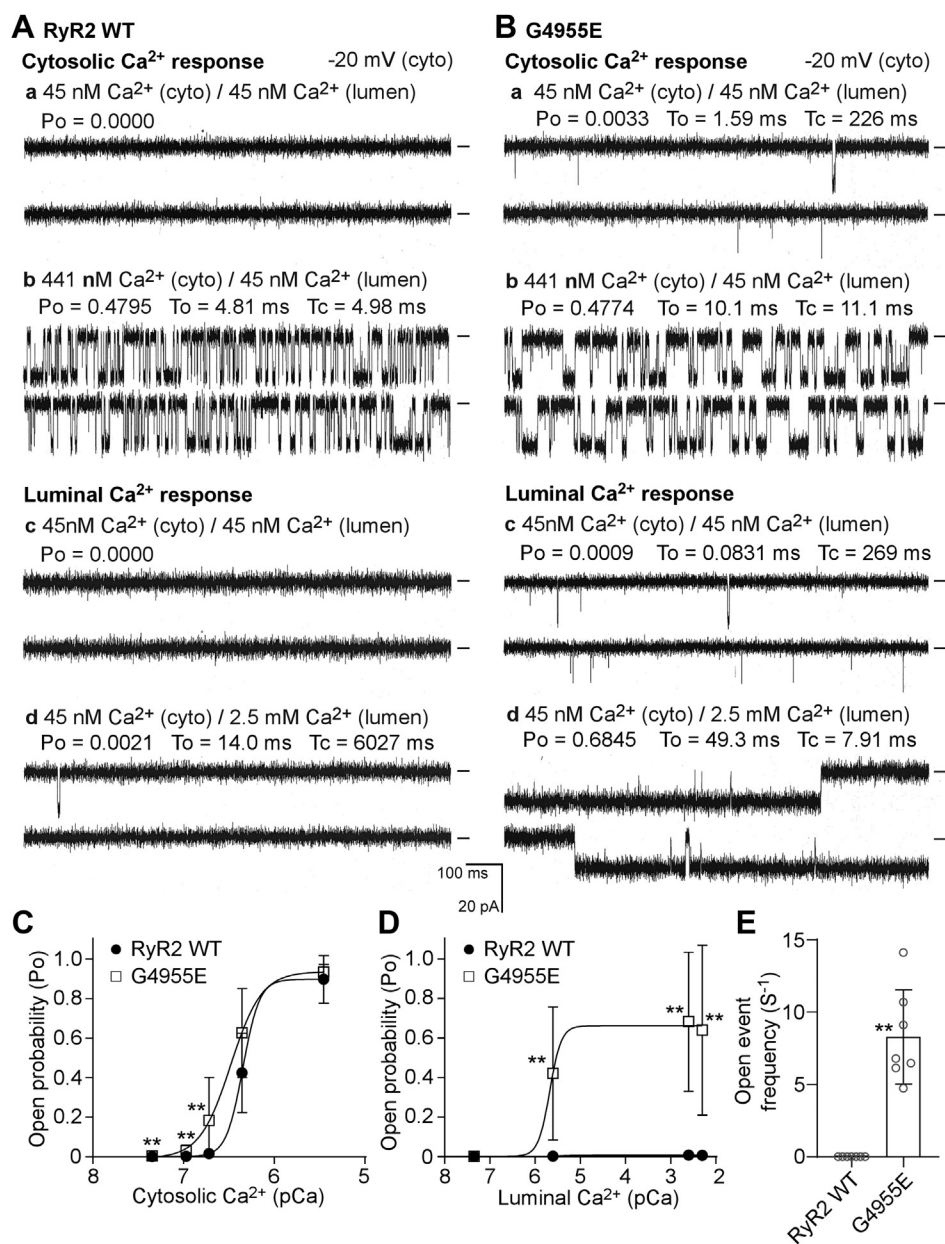 A RyR2 WT
Cytosolic Ca²⁺ response -20 mV (cyto)
a 45 nM Ca²⁺ (cyto) / 45 nM Ca²⁺ (lumen)
Po = 0.0000
b 441 nM Ca²⁺ (cyto) / 45 nM Ca²⁺ (lumen)
Po = 0.4795 To = 4.81 ms Tc = 4.98 ms
Luminal Ca²⁺ response
c 45nM Ca²⁺ (cyto) / 45 nM Ca²⁺ (lumen)
Po = 0.0000
d 45 nM Ca²⁺ (cyto) / 2.5 mM Ca²⁺ (lumen)
Po = 0.0021 To = 14.0 ms Tc = 6027 ms
B G4955E
Cytosolic Ca²⁺ response -20 mV (cyto)
a 45 nM Ca²⁺ (cyto) / 45 nM Ca²⁺ (lumen)
Po = 0.0033 To = 1.59 ms Tc = 226 ms
b 441 nM Ca²⁺ (cyto) / 45 nM Ca²⁺ (lumen)
Po = 0.4774 To = 10.1 ms Tc = 11.1 ms
Luminal Ca²⁺ response
c 45nM Ca²⁺ (cyto) / 45 nM Ca²⁺ (lumen)
Po = 0.0009 To = 0.0831 ms Tc = 269 ms
d 45 nM Ca²⁺ (cyto) / 2.5 mM Ca²⁺ (lumen)
Po = 0.6845 To = 49.3 ms Tc = 7.91 ms
100 ms
20 pA
C
RyR2 WT
G4955E
Open probability (Po)
1.0
0.8
0.6
0.4
0.2
0
** ** **
8 7 6 5
Cytosolic Ca²⁺ (pCa)
D
RyR2 WT
G4955E
Open probability (Po)
1.0
0.8
0.6
0.4
0.2
0
** ** **
8 7 6 5 4 3 2
Luminal Ca²⁺ (pCa)
E
Open event
frequency (S⁻¹)
15
10
5
0
**
RyR2 WT
G4955E